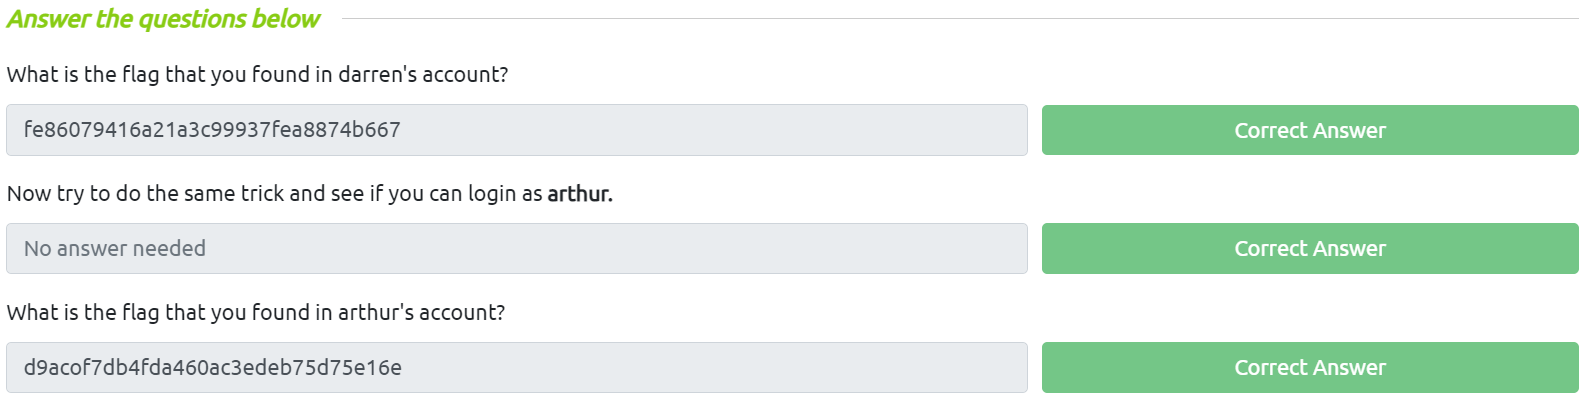 Answer the questions below
What is the flag that you found in darren's account?
fe86079416a21a3c99937fea8874b667
Correct Answer
Now try to do the same trick and see if you can login as arthur.
No answer needed
Correct Answer
What is the flag that you found in arthur's account?
d9acof7db4fda460ac3edeb75d75e16e
Correct Answer